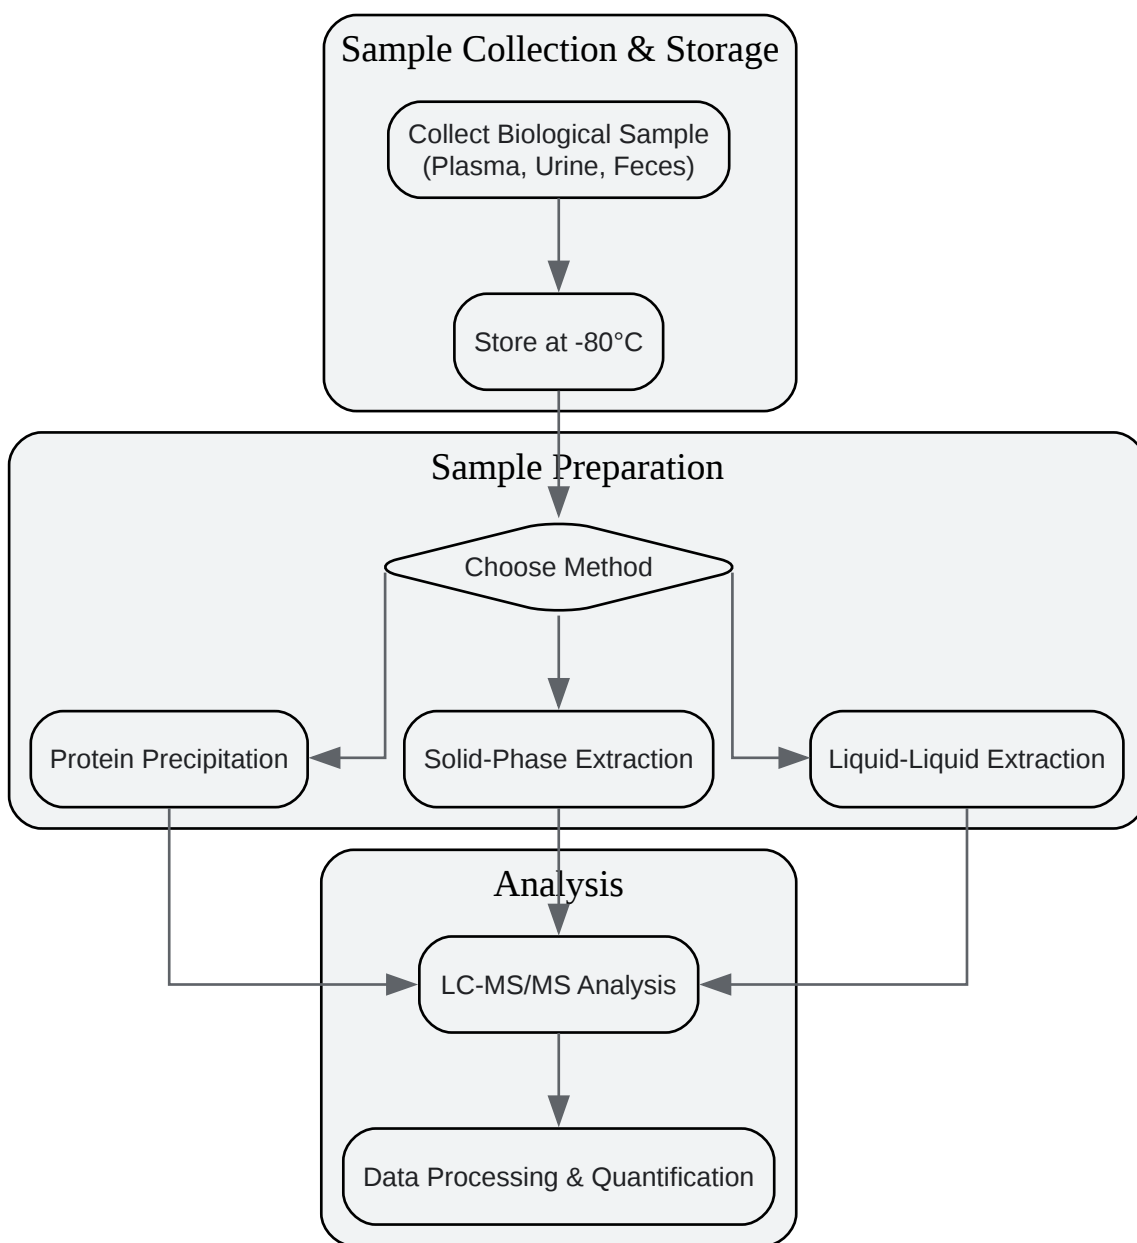 Sample Collection & Storage
Collect Biological Sample
(Plasma, Urine, Feces)
Store at -80°C
Sample Preparation
Choose Method
Protein Precipitation
Solid-Phase Extraction
Liquid-Liquid Extraction
Analysis
LC-MS/MS Analysis
Data Processing & Quantification